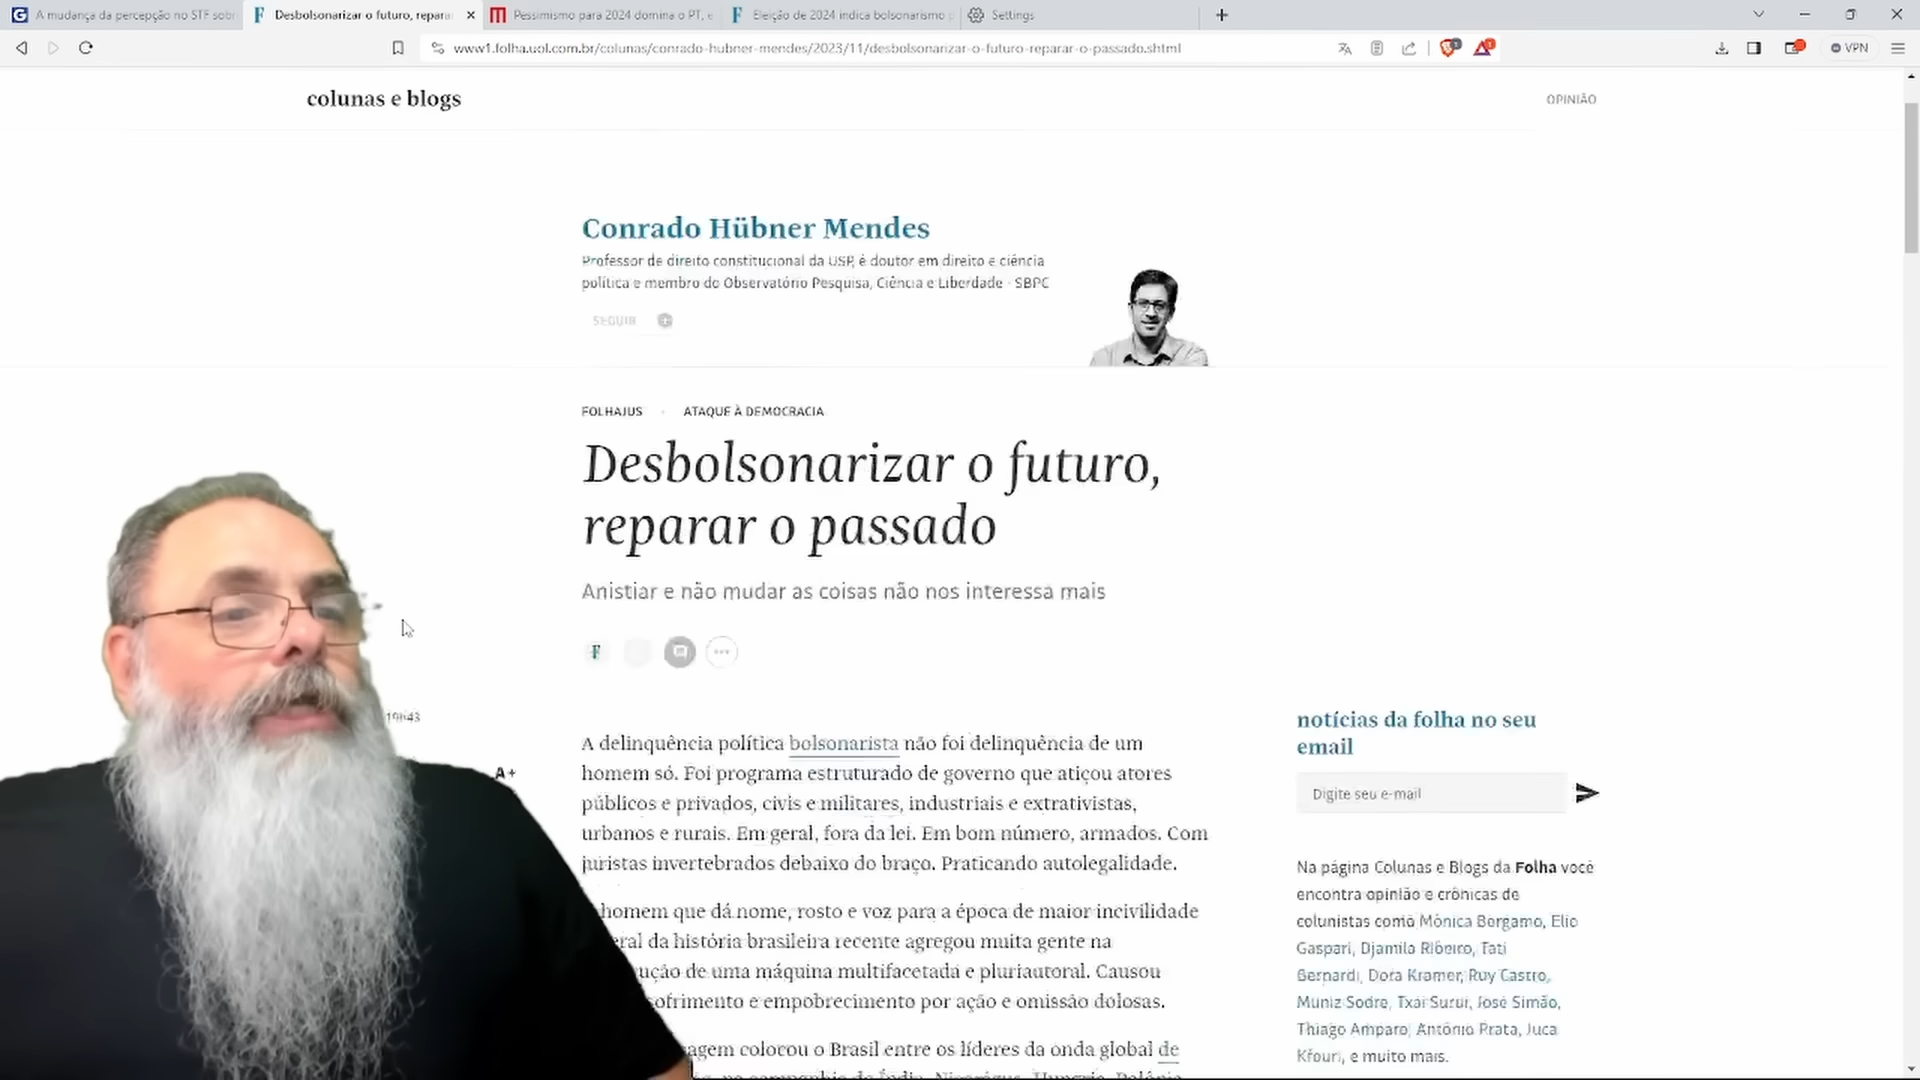 A mudança da percepção no STF sobr
Desbolsonarizar o futuro, repara
Pessimismo para 2024 domina o PT, e
Eleição de 2024 indica bolsonarismo
Settings
www1.folha.uol.com.br/colunas/conrado-hubner-mendes/2023/11/desbolsonarizar-o-futuro-reparar-o-passado.shtml
VPN
colunas e blogs
OPINIÃO
Conrado Hübner Mendes
Professor de direito constitucional da USP, é doutor em direito e ciência
política e membro do Observatório Pesquisa, Ciência e Liberdade - SBPC
SEGUIR
FOLHAJUS
ATAQUE À DEMOCRACIA
Desbolsonarizar o futuro,
reparar o passado
Anistiar e não mudar as coisas não nos interessa mais
19h43
A+
A delinquência política bolsonarista não foi delinquência de um
homem só. Foi programa estruturado de governo que atiçou atores
públicos e privados, civis e militares, industriais e extrativistas,
urbanos e rurais. Em geral, fora da lei. Em bom número, armados. Com
juristas invertebrados debaixo do braço. Praticando autolegalidade.
homem que dá nome, rosto e voz para a época de maior incivilidade
eral da história brasileira recente agregou muita gente na
ução de uma máquina multifacetada e pluriautoral. Causou
sofrimento e empobrecimento por ação e omissão dolosas.
agem colocou o Brasil entre os líderes da onda global de
na companhia da Índia, Nicarágua, Hungria, Polônia
notícias da folha no seu
email
Digite seu e-mail
Na página Colunas e Blogs da Folha você
encontra opinião e crônicas de
colunistas como Mônica Bergamo, Elio
Gaspari, Djamila Ribeiro, Tati
Bernardi, Dora Kramer, Ruy Castro,
Muniz Sodré, Txai Suruí, José Simão,
Thiago Amparo, Antônio Prata, Juca
Kfouri, e muito mais.